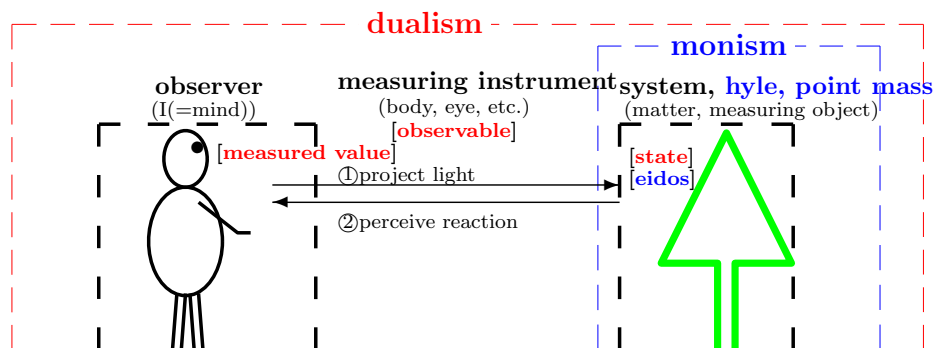 dualism
monism
observer
(I(=mind))
measuring instrument
(body, eye, etc.)
[observable]
system, hyle, point mass
(matter, measuring object)
[measured value]
[state]
[eidos]
①project light
②perceive reaction